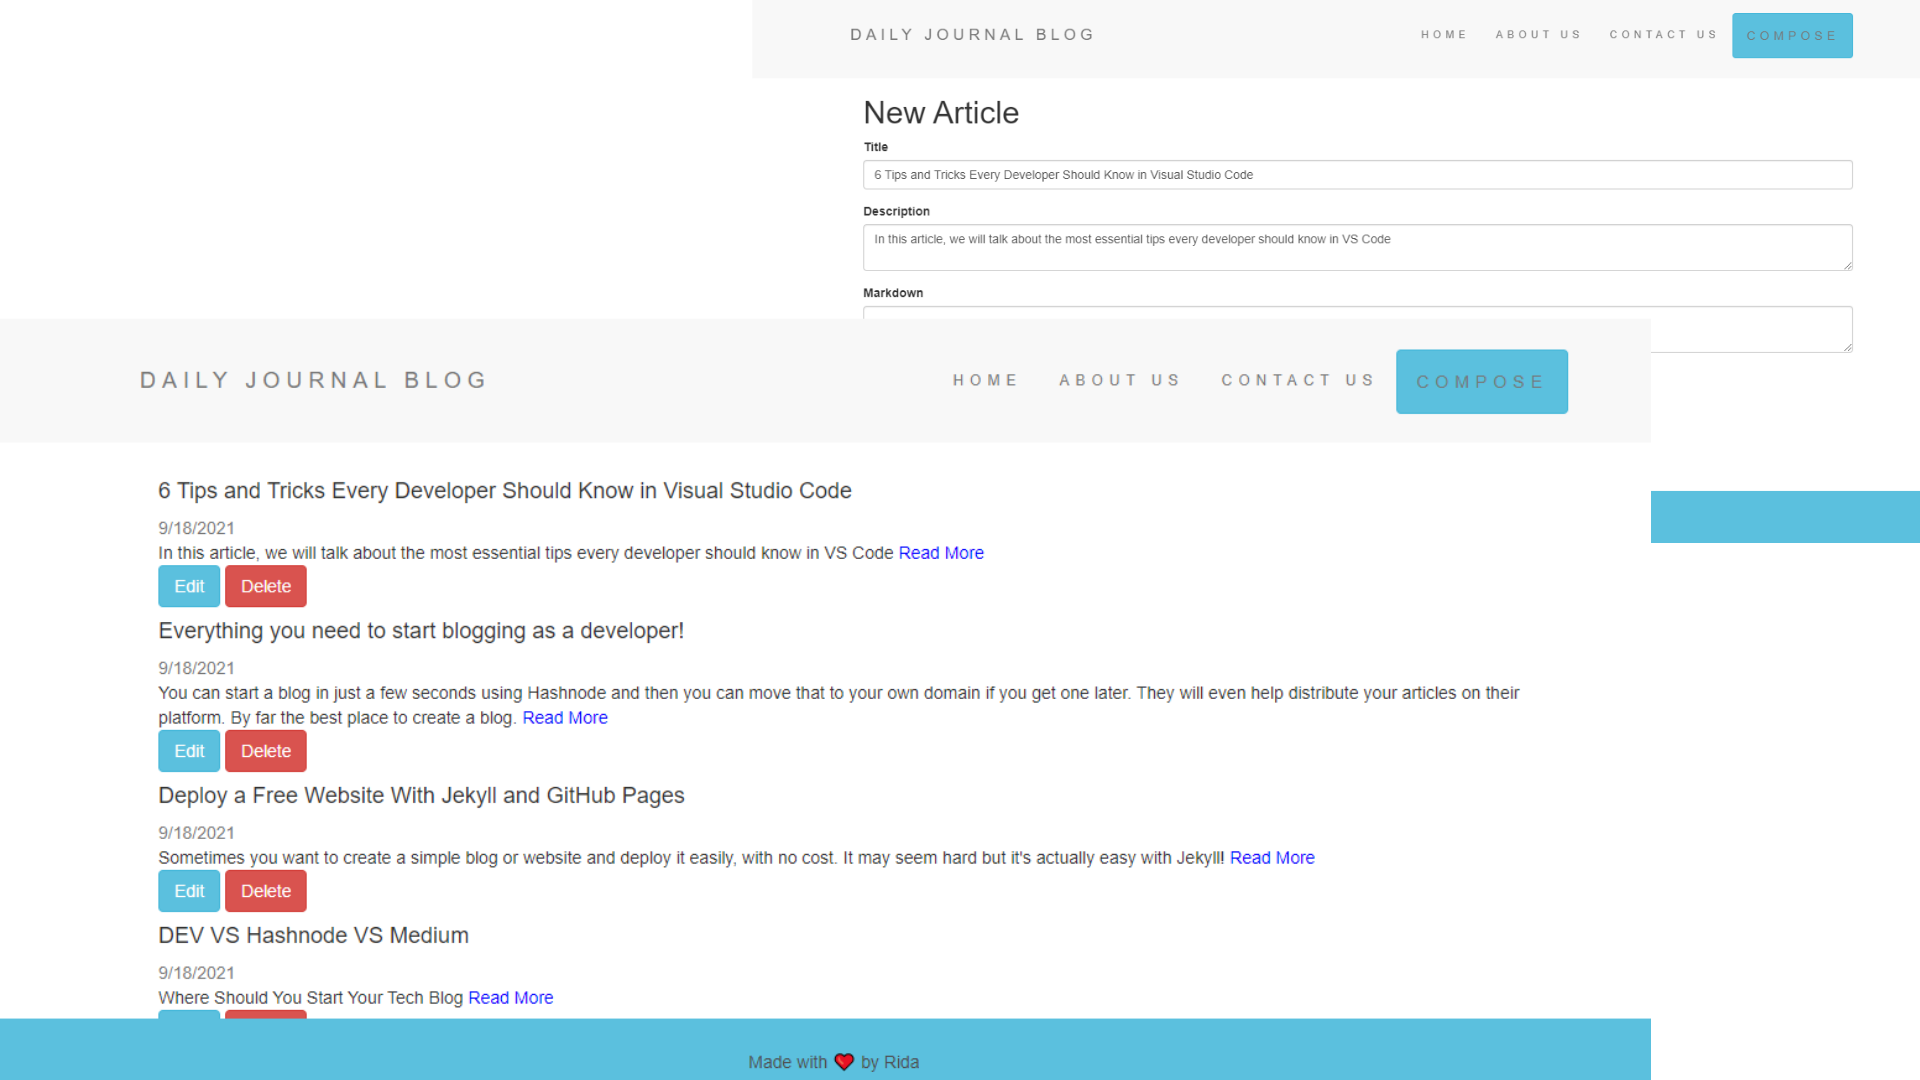 DAILY JOURNAL BLOG
HOME ABOUT US CONTACT US COMPOSE
New Article
Title
6 Tips and Tricks Every Developer Should Know in Visual Studio Code
Description
In this article, we will talk about the most essential tips every developer should know in VS Code
Markdown
DAILY JOURNAL BLOG
HOME ABOUT US CONTACT US COMPOSE
6 Tips and Tricks Every Developer Should Know in Visual Studio Code
9/18/2021
In this article, we will talk about the most essential tips every developer should know in VS Code Read More
Edit Delete
Everything you need to start blogging as a developer!
9/18/2021
You can start a blog in just a few seconds using Hashnode and then you can move that to your own domain if you get one later. They will even help distribute your articles on their
platform. By far the best place to create a blog. Read More
Edit Delete
Deploy a Free Website With Jekyll and GitHub Pages
9/18/2021
Sometimes you want to create a simple blog or website and deploy it easily, with no cost. It may seem hard but it's actually easy with Jekyll! Read More
Edit Delete
DEV VS Hashnode VS Medium
9/18/2021
Where Should You Start Your Tech Blog Read More
Made with ❤️ by Rida